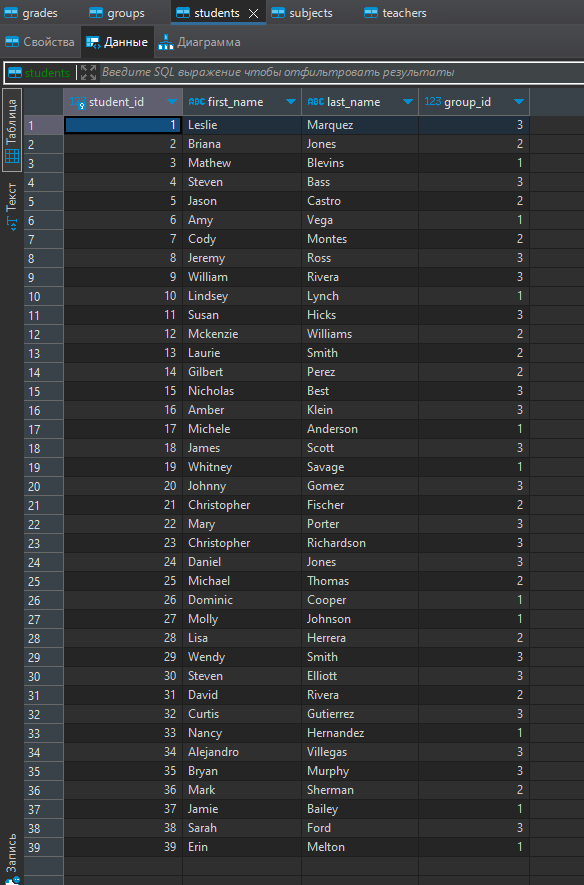 grades groups students subjects teachers
Свойства Данные Диаграмма
students Введите SQL выражение чтобы отфильтровать результаты
Таблица
Текст
Запись
123 student_id ABC first_name ABC last_name 123 group_id
1 1 Leslie Marquez 3
2 2 Briana Jones 2
3 3 Mathew Blevins 1
4 4 Steven Bass 3
5 5 Jason Castro 2
6 6 Amy Vega 1
7 7 Cody Montes 2
8 8 Jeremy Ross 3
9 9 William Rivera 3
10 10 Lindsey Lynch 1
11 11 Susan Hicks 3
12 12 Mckenzie Williams 2
13 13 Laurie Smith 2
14 14 Gilbert Perez 2
15 15 Nicholas Best 3
16 16 Amber Klein 3
17 17 Michele Anderson 1
18 18 James Scott 3
19 19 Whitney Savage 1
20 20 Johnny Gomez 3
21 21 Christopher Fischer 2
22 22 Mary Porter 3
23 23 Christopher Richardson 3
24 24 Daniel Jones 3
25 25 Michael Thomas 2
26 26 Dominic Cooper 1
27 27 Molly Johnson 1
28 28 Lisa Herrera 2
29 29 Wendy Smith 3
30 30 Steven Elliott 3
31 31 David Rivera 2
32 32 Curtis Gutierrez 3
33 33 Nancy Hernandez 1
34 34 Alejandro Villegas 3
35 35 Bryan Murphy 3
36 36 Mark Sherman 2
37 37 Jamie Bailey 1
38 38 Sarah Ford 3
39 39 Erin Melton 1